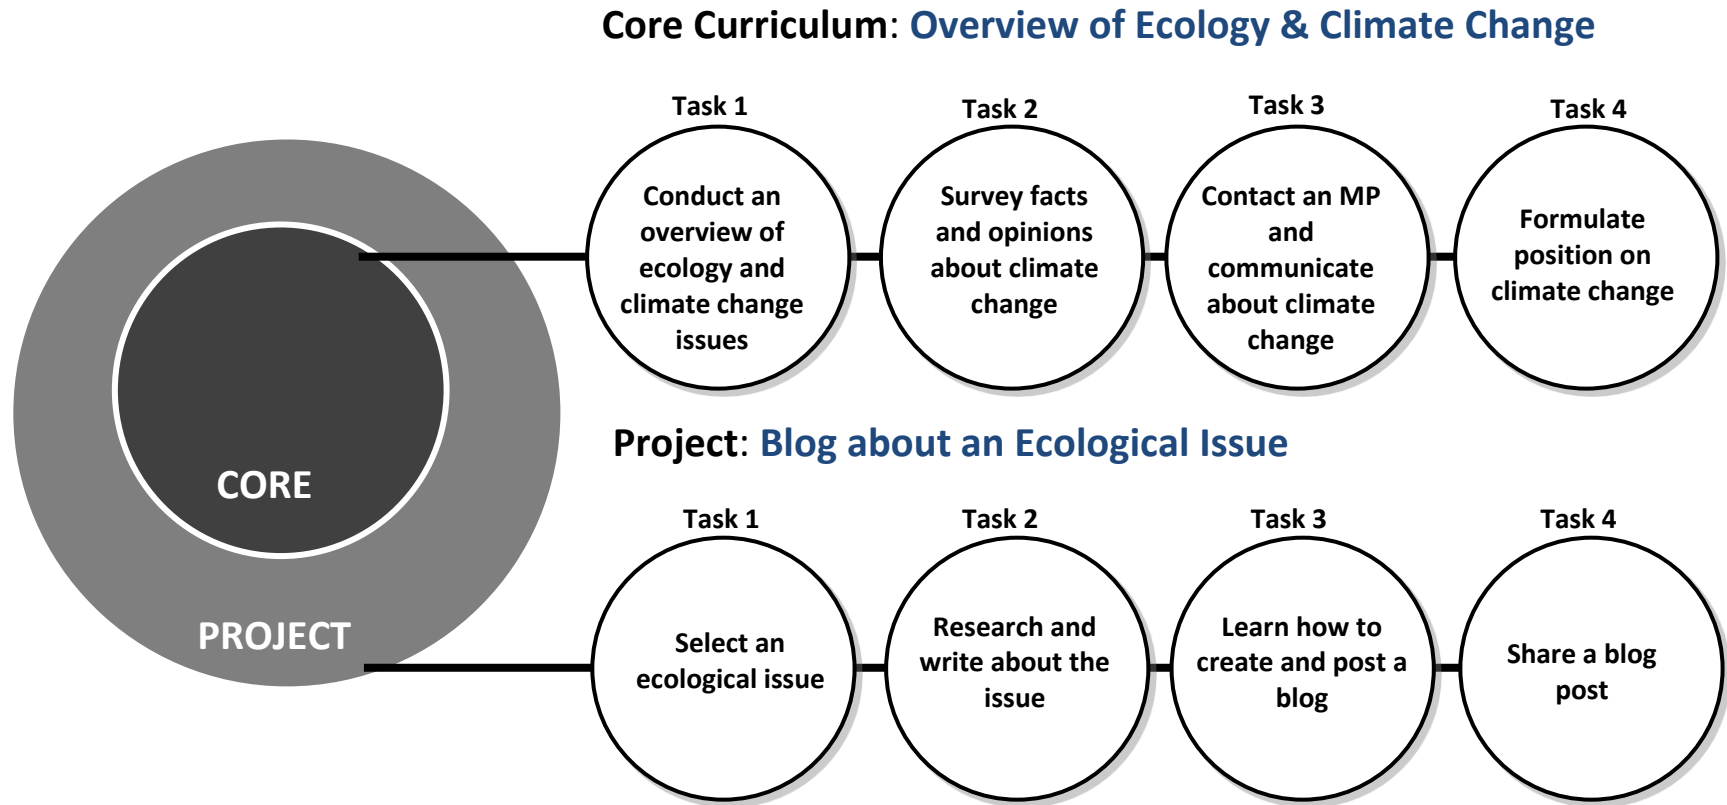 Core Curriculum: Overview of Ecology & Climate Change
Task 1
Conduct an
overview of
ecology and
climate change
issues
Task 2
Survey facts
and opinions
about climate
change
Task 3
Contact an MP
and
communicate
about climate
change
Task 4
Formulate
position on
climate change
CORE
PROJECT
Project: Blog about an Ecological Issue
Task 1
Select an
ecological issue
Task 2
Research and
write about the
issue
Task 3
Learn how to
create and post a
blog
Task 4
Share a blog
post